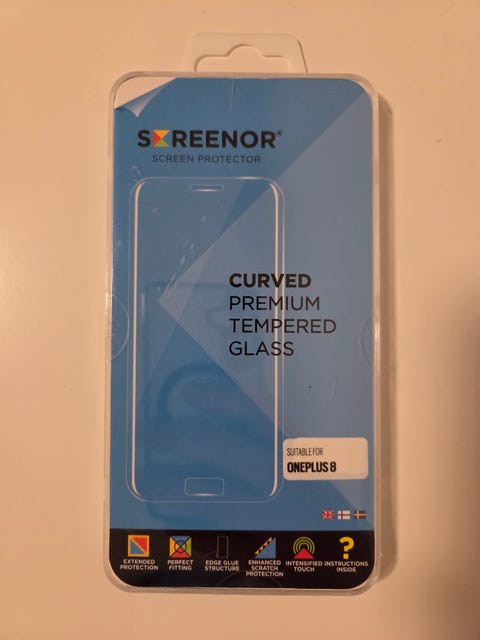 SCREENOR®
SCREEN PROTECTOR
CURVED
PREMIUM
TEMPERED
GLASS
SUITABLE FOR
ONEPLUS 8
EXTENDED
PROTECTION
PERFECT
FITTING
EDGE GLUE
STRUCTURE
ENHANCED
SCRATCH
PROTECTION
INTENSIFIED
TOUCH
?
INSTRUCTIONS
INSIDE